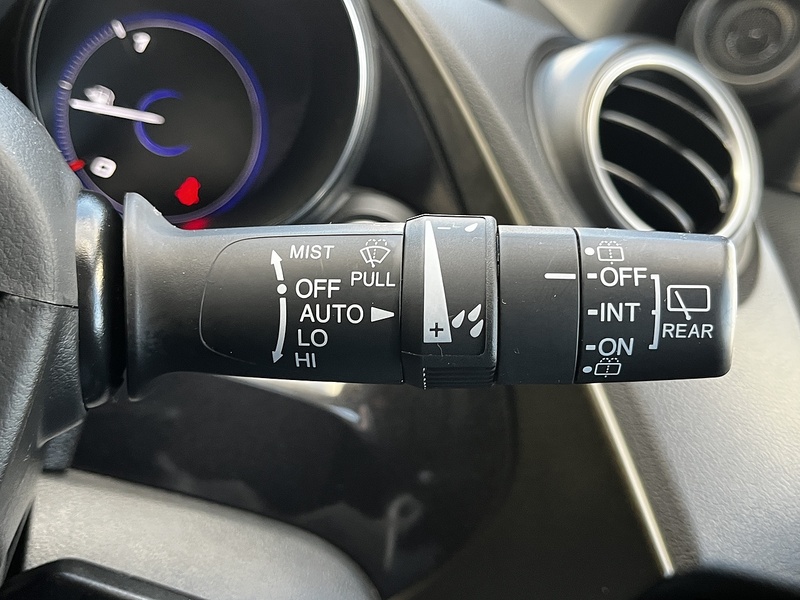 MIST
PULL
OFF
AUTO
LO
HI
-
+
OFF
INT
ON
REAR